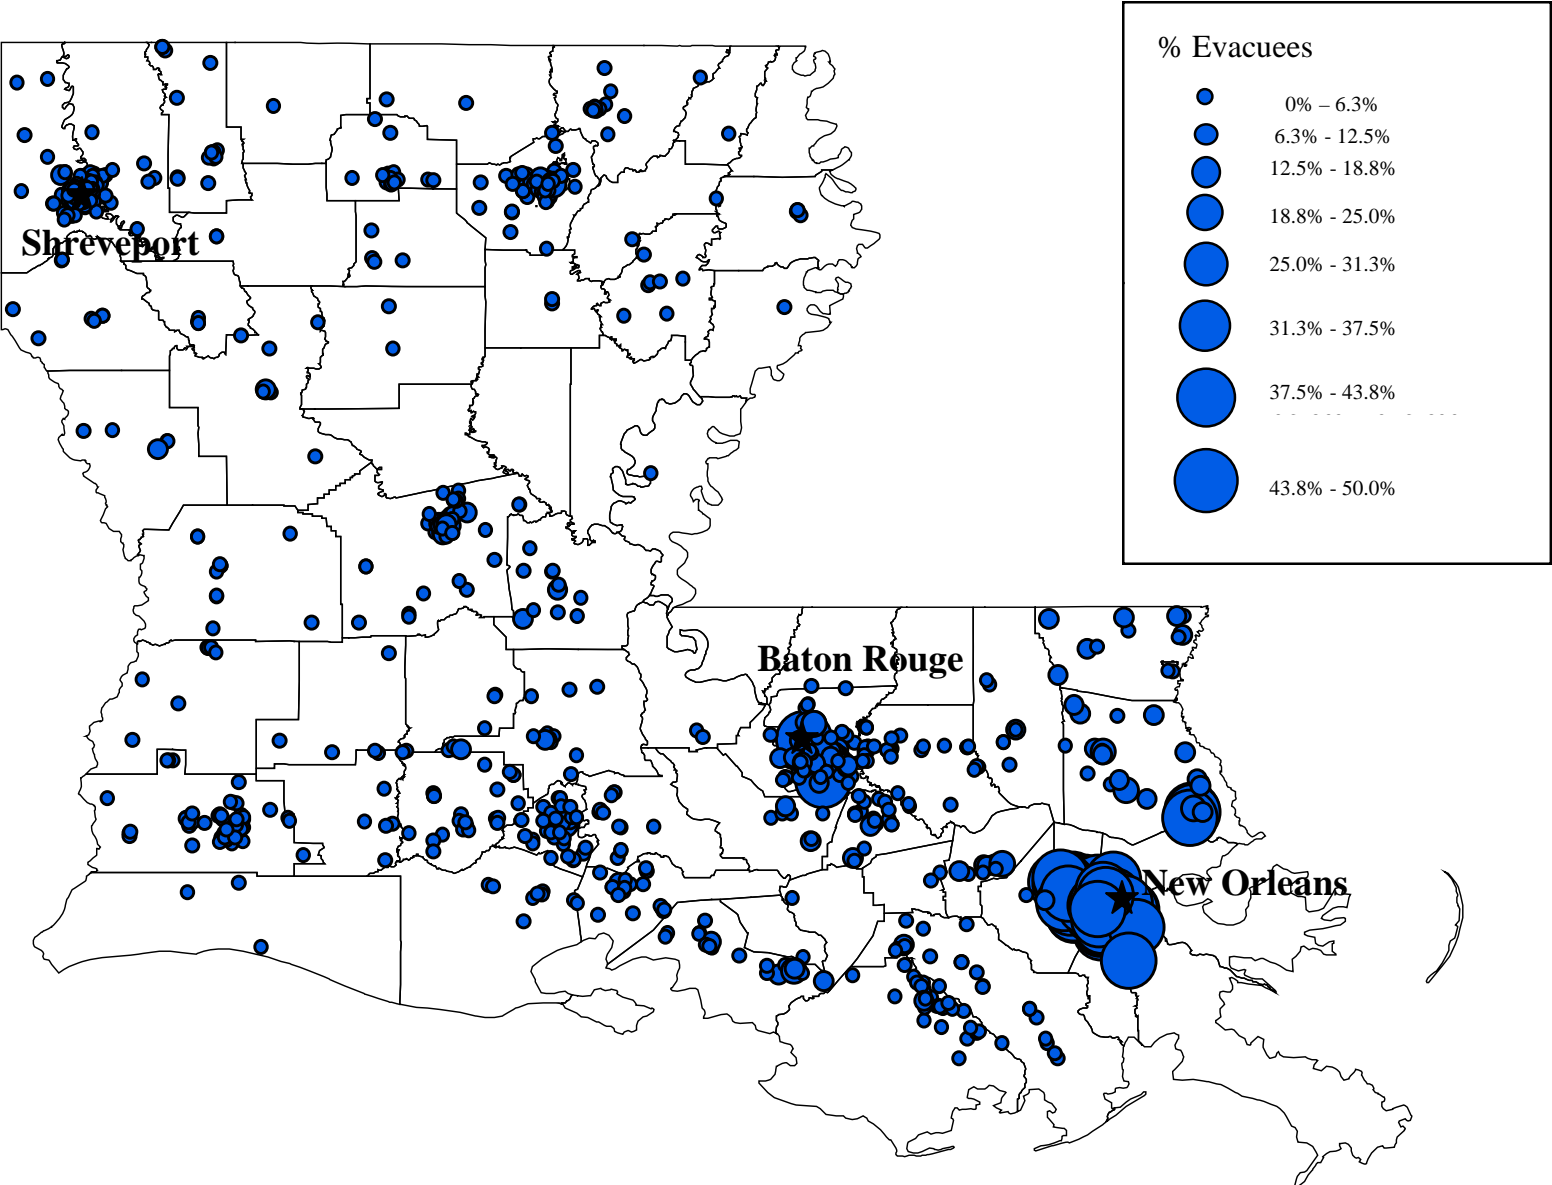 % Evacuees
0% – 6.3%
6.3% - 12.5%
12.5% - 18.8%
18.8% - 25.0%
25.0% - 31.3%
31.3% - 37.5%
37.5% - 43.8%
43.8% - 50.0%
Shreveport
Baton Rouge
New Orleans